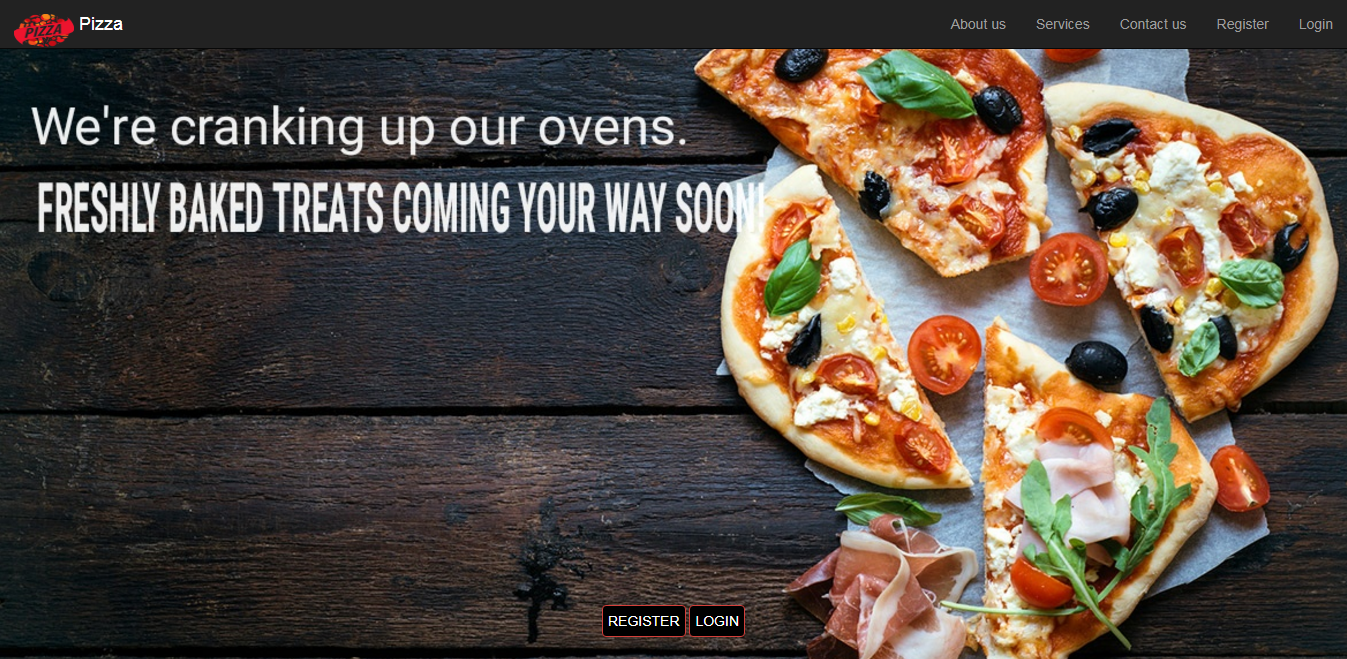 PIZZA Pizza About us Services Contact us Register Login
We're cranking up our ovens.
FRESHLY BAKED TREATS COMING YOUR WAY SOON!
REGISTER LOGIN